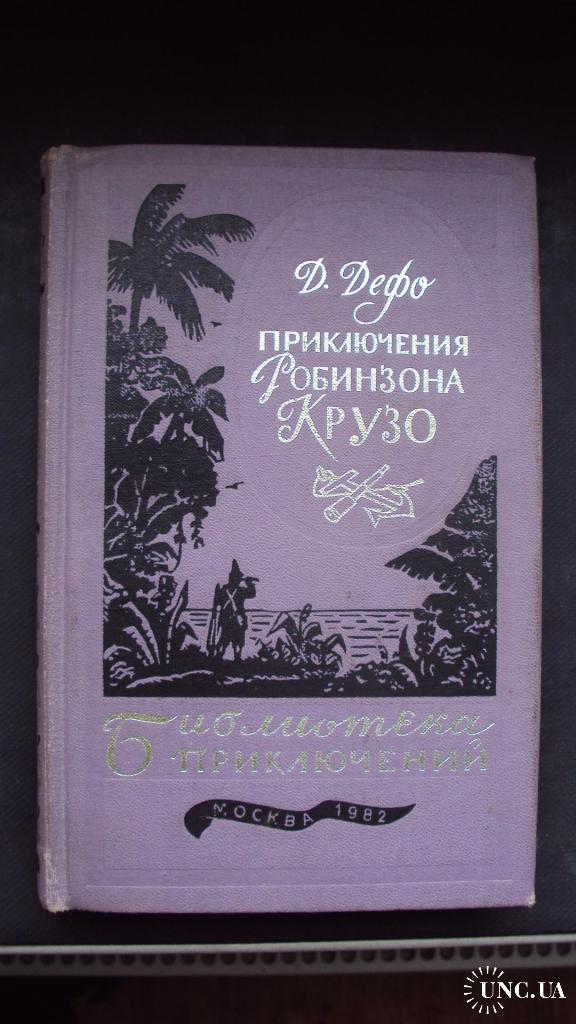 Д. Дефо
ПРИКЛЮЧЕНИЯ
РОБИНЗОНА
КРУЗО
Библиотека
ПРИКЛЮЧЕНИЙ
МОСКВА 1982
UNC.UA